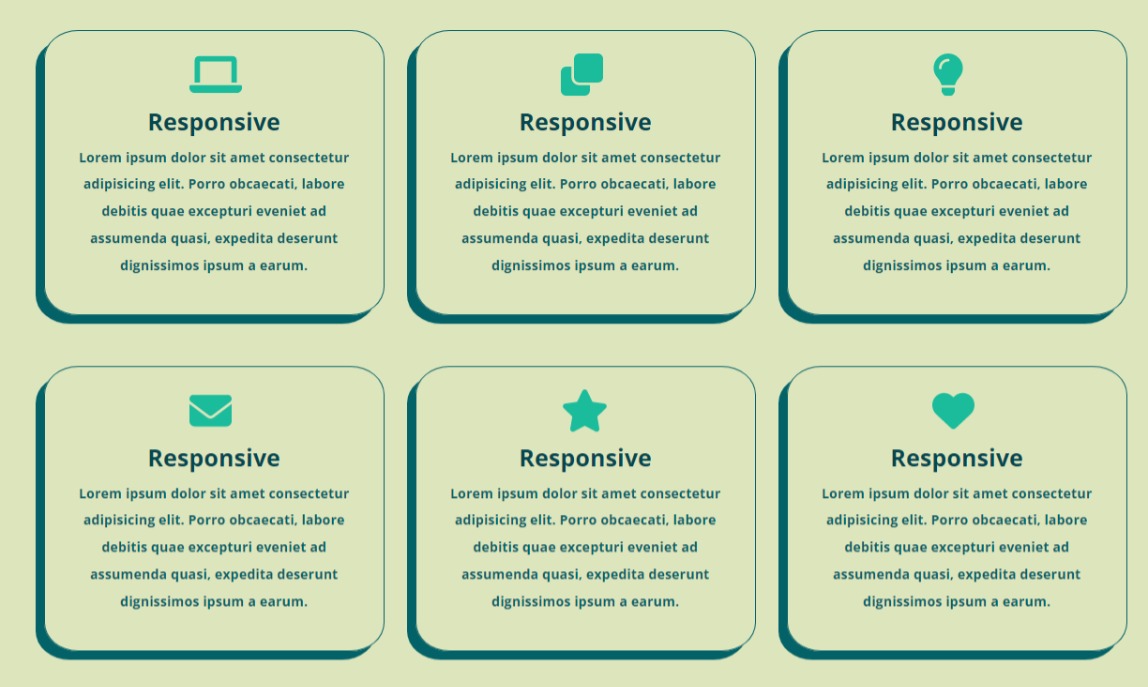 Responsive
Lorem ipsum dolor sit amet consectetur
adipisicing elit. Porro obcaecati, labore
debitis quae excepturi eveniet ad
assumenda quasi, expedita deserunt
dignissimos ipsum a earum.
Responsive
Lorem ipsum dolor sit amet consectetur
adipisicing elit. Porro obcaecati, labore
debitis quae excepturi eveniet ad
assumenda quasi, expedita deserunt
dignissimos ipsum a earum.
Responsive
Lorem ipsum dolor sit amet consectetur
adipisicing elit. Porro obcaecati, labore
debitis quae excepturi eveniet ad
assumenda quasi, expedita deserunt
dignissimos ipsum a earum.
Responsive
Lorem ipsum dolor sit amet consectetur
adipisicing elit. Porro obcaecati, labore
debitis quae excepturi eveniet ad
assumenda quasi, expedita deserunt
dignissimos ipsum a earum.
Responsive
Lorem ipsum dolor sit amet consectetur
adipisicing elit. Porro obcaecati, labore
debitis quae excepturi eveniet ad
assumenda quasi, expedita deserunt
dignissimos ipsum a earum.
Responsive
Lorem ipsum dolor sit amet consectetur
adipisicing elit. Porro obcaecati, labore
debitis quae excepturi eveniet ad
assumenda quasi, expedita deserunt
dignissimos ipsum a earum.